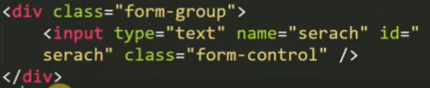 <div class="form-group">
<input type="text" name="serach" id="
serach" class="form-control" />
</div>